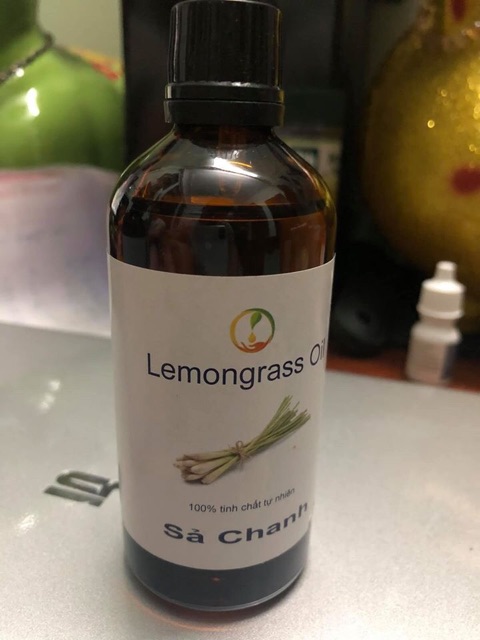 Lemongrass Oil
100% tinh chất tự nhiên
Sả Chanh